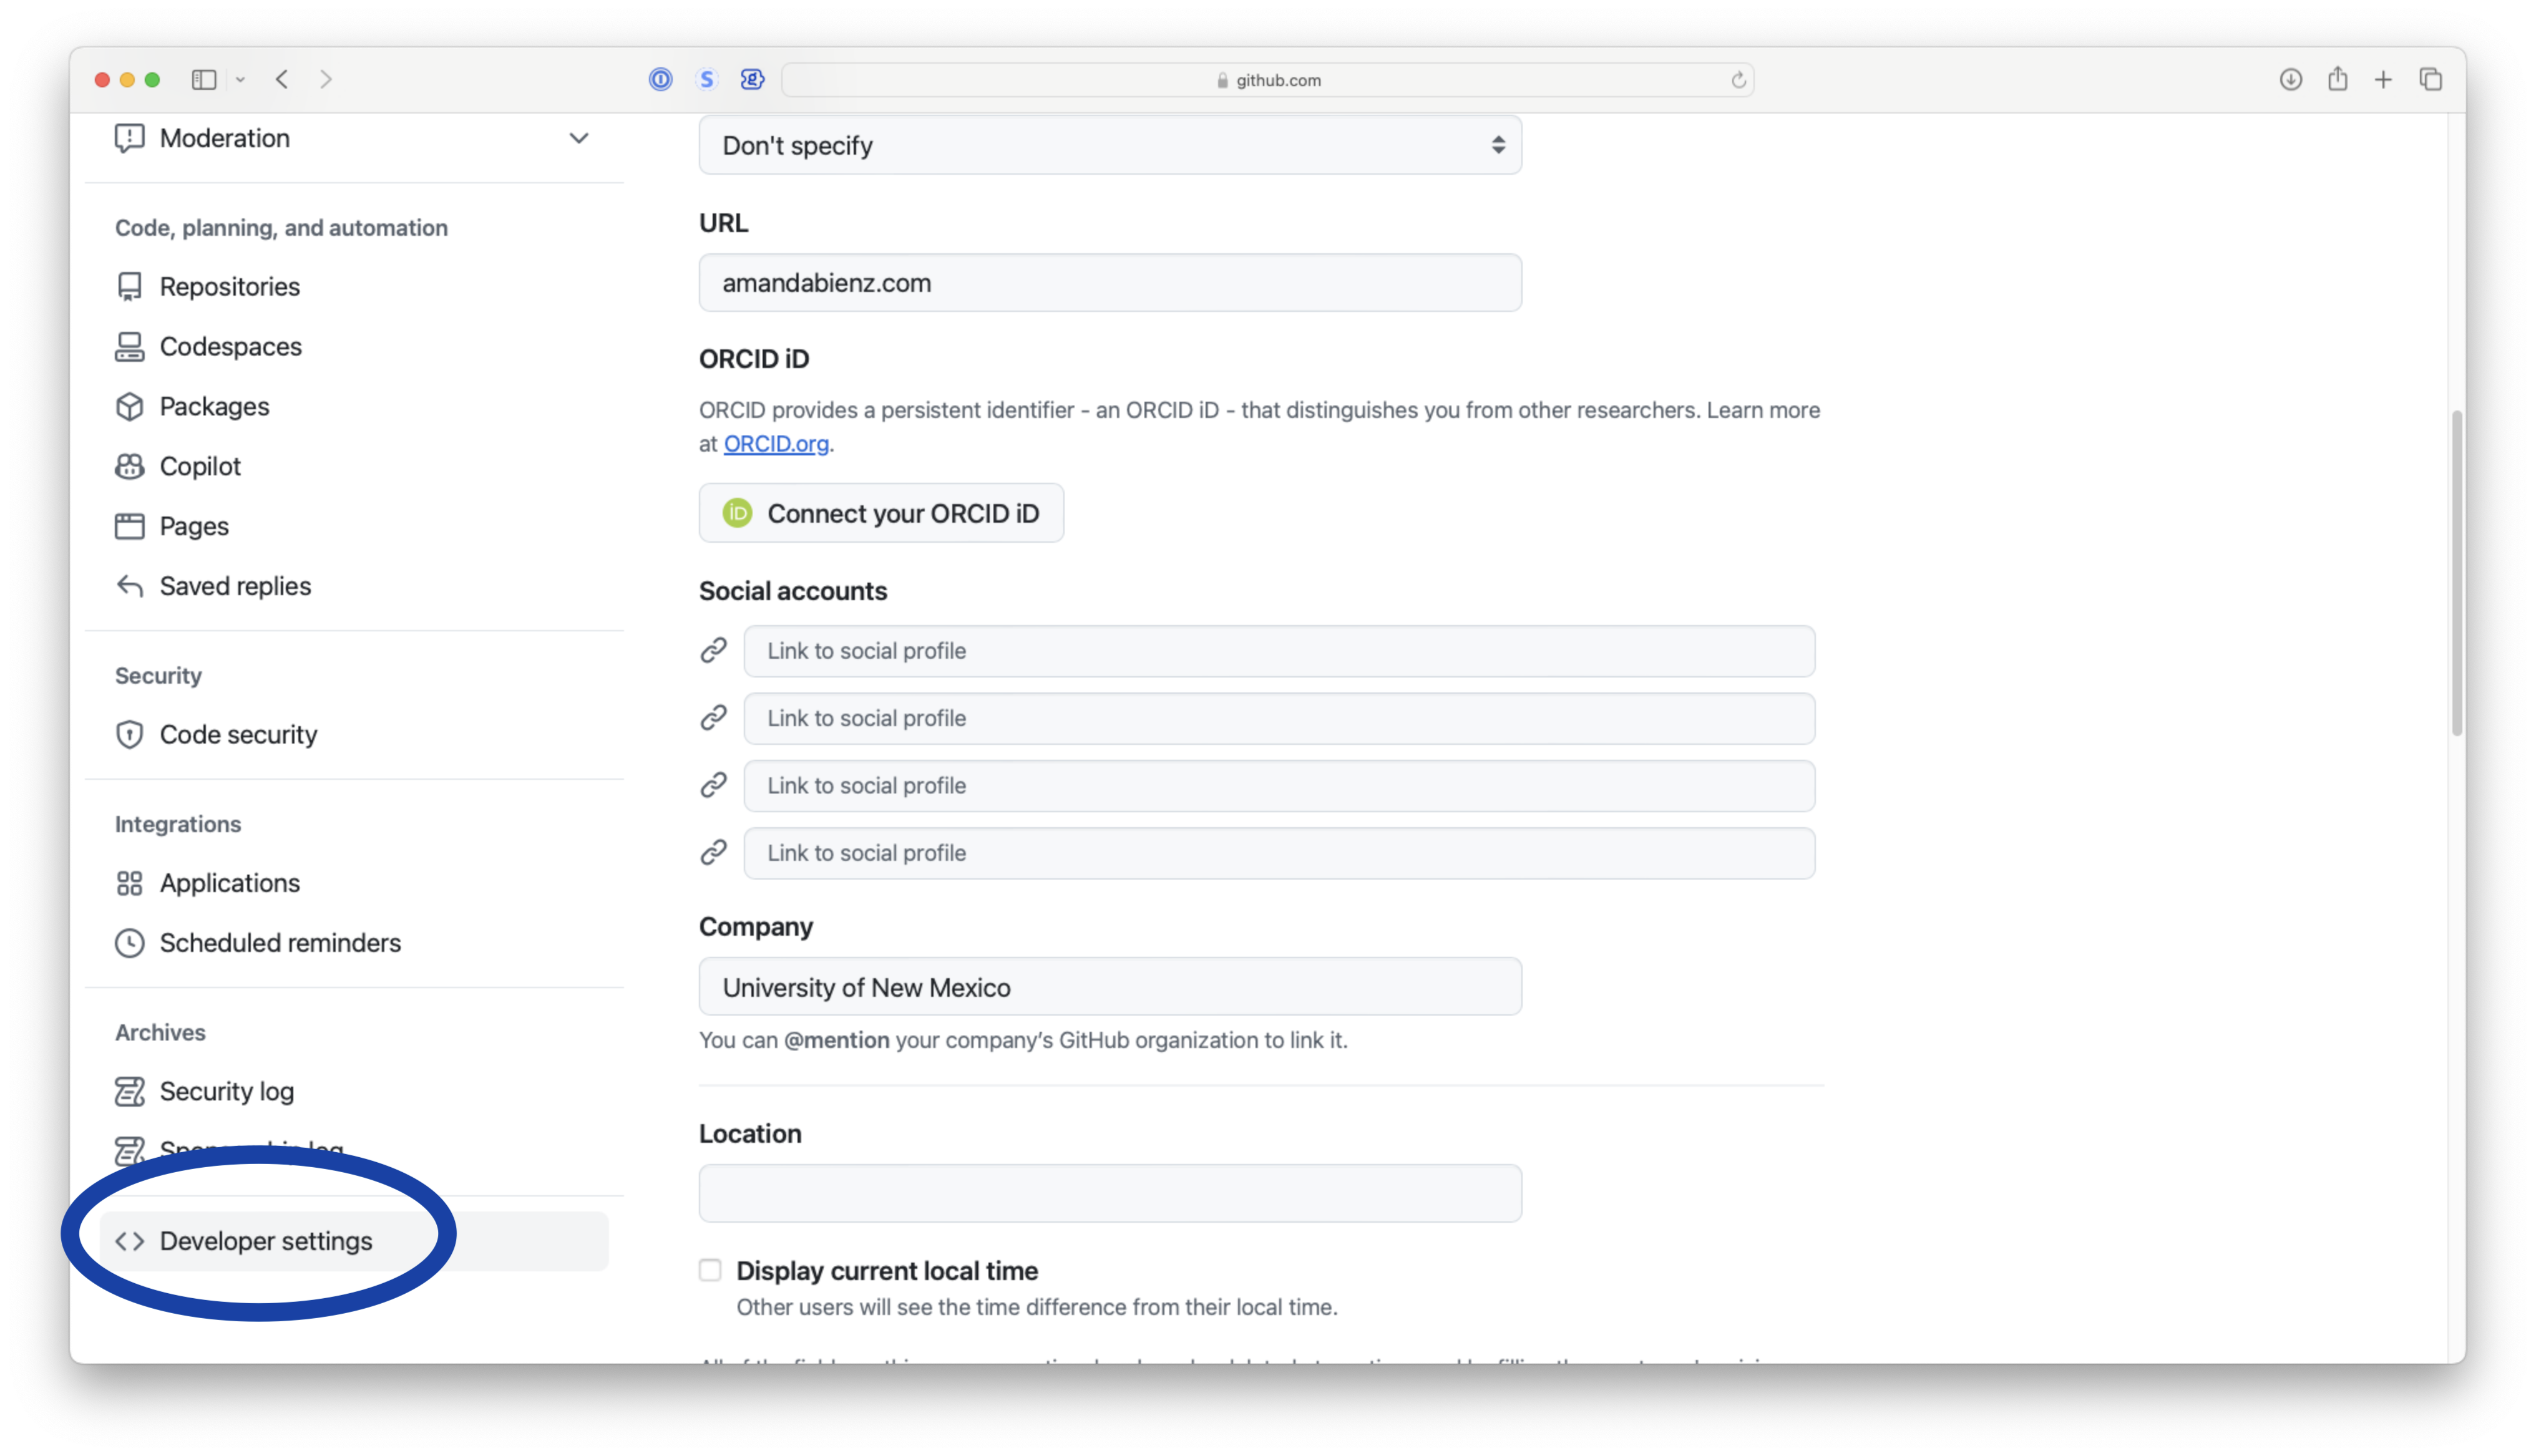 github.com
Moderation
Code, planning, and automation
Repositories
Codespaces
Packages
Copilot
Pages
Saved replies
Security
Code security
Integrations
Applications
Scheduled reminders
Archives
Security log
Developer settings
Don't specify
URL
amandabienz.com
ORCID iD
ORCID provides a persistent identifier - an ORCID iD - that distinguishes you from other researchers. Learn more
at ORCID.org.
iD Connect your ORCID iD
Social accounts
Link to social profile
Link to social profile
Link to social profile
Link to social profile
Company
University of New Mexico
You can @mention your company’s GitHub organization to link it.
Location
Display current local time
Other users will see the time difference from their local time.